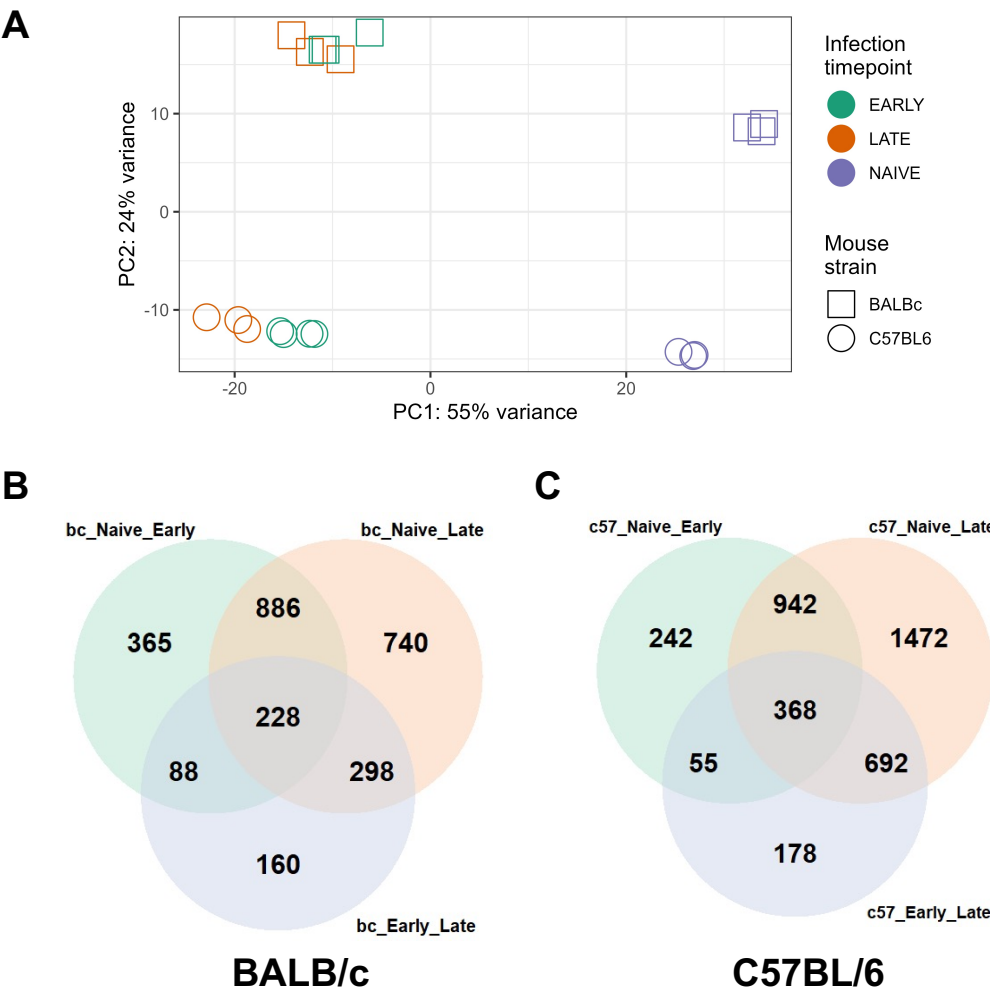 A
Infection
timepoint
EARLY
LATE
NAIVE
Mouse
strain
BALBc
C57BL6
PC2: 24% variance
10
0
-10
-20
0
20
PC1: 55% variance
B
bc_Naive_Early
bc_Naive_Late
886
365
740
228
88
298
160
bc_Early_Late
BALB/c
C
c57_Naive_Early
c57_Naive_Late
942
242
1472
368
55
692
178
c57_Early_Late
C57BL/6